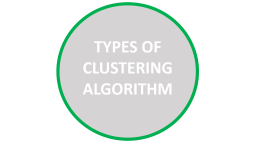 TYPES OF
CLUSTERING
ALGORITHM